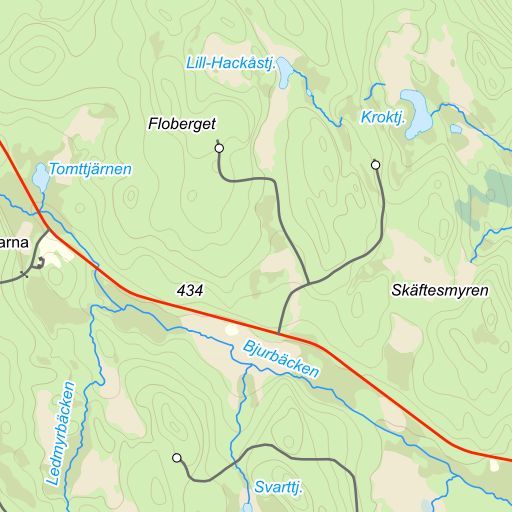 Lill-Hackåstj.
Kroktj.
Floberget
Tomttjärnen
arna
434
Skäftesmyren
Bjurbäcken
Ledmyrbäcken
Svarttj.